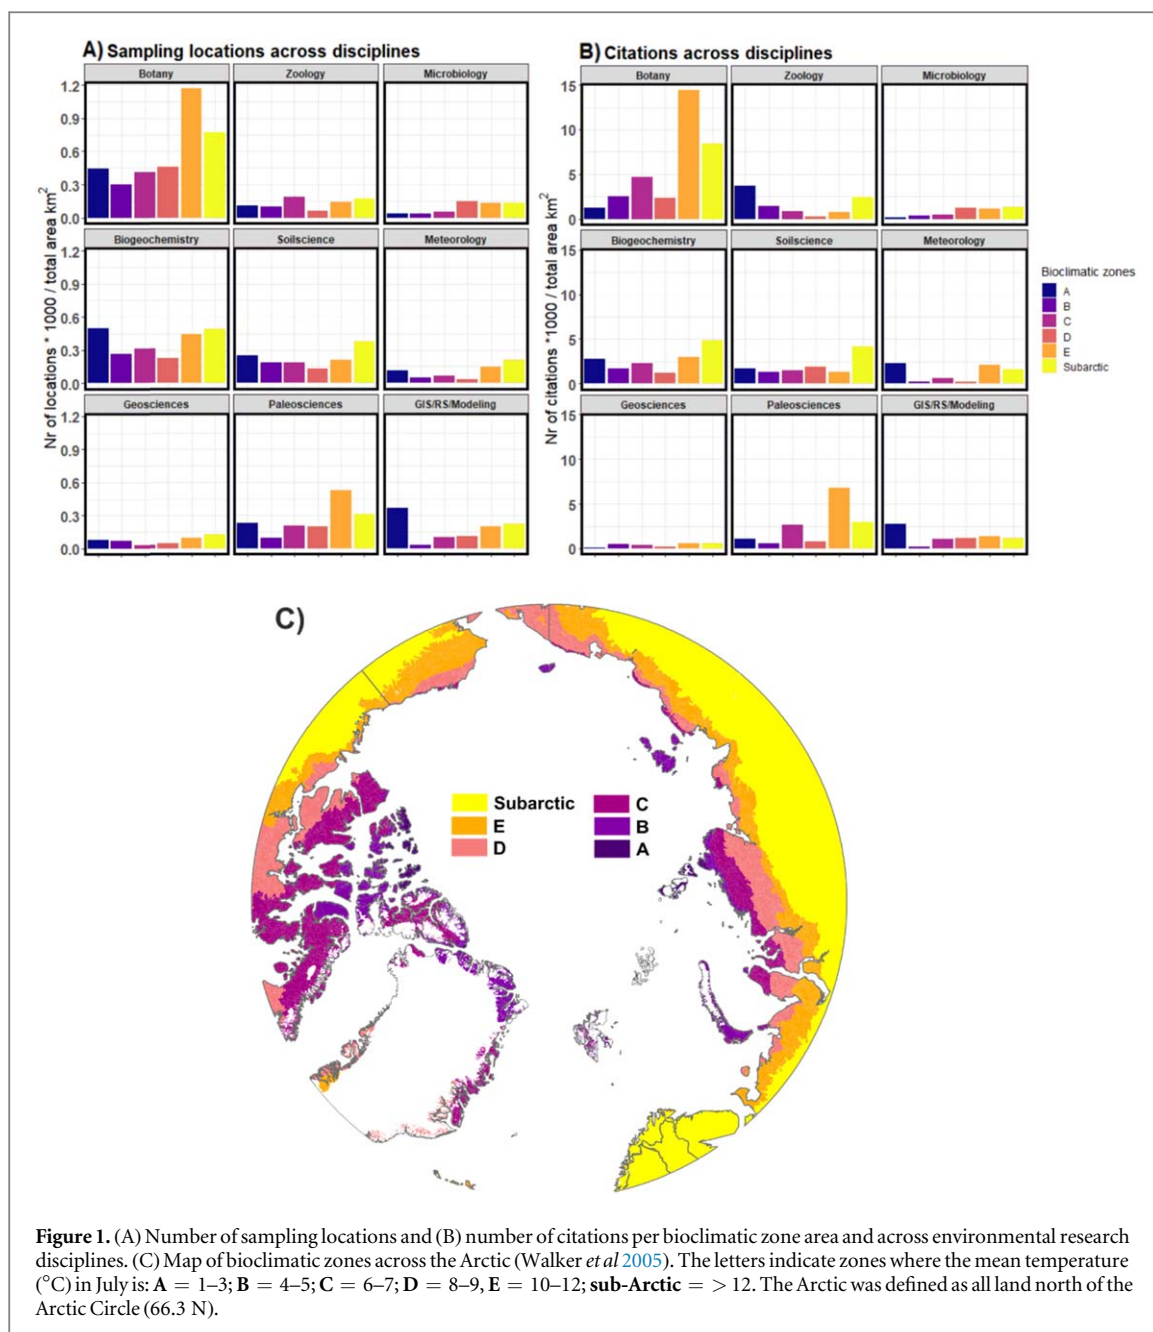 A) Sampling locations across disciplines
Nr of locations * 1000 / total area km²
Botany Zoology Microbiology
1.2
0.9
0.6
0.3
0.0
Biogeochemistry Soilscience Meteorology
1.2
0.9
0.6
0.3
0.0
Geosciences Paleosciences GIS/RS/Modeling
1.2
0.9
0.6
0.3
0.0
B) Citations across disciplines
Nr of citations *1000 / total area km²
Botany Zoology Microbiology
15
10
5
0
Biogeochemistry Soilscience Meteorology
15
10
5
0
Geosciences Paleosciences GIS/RS/Modeling
15
10
5
0
Bioclimatic zones
A
B
C
D
E
Subarctic
C)
Subarctic C
E B
D A
Figure 1. (A) Number of sampling locations and (B) number of citations per bioclimatic zone area and across environmental research
disciplines. (C) Map of bioclimatic zones across the Arctic (Walker et al 2005). The letters indicate zones where the mean temperature
(°C) in July is: A = 1–3; B = 4–5; C = 6–7; D = 8–9, E = 10–12; sub-Arctic = > 12. The Arctic was defined as all land north of the
Arctic Circle (66.3 N).